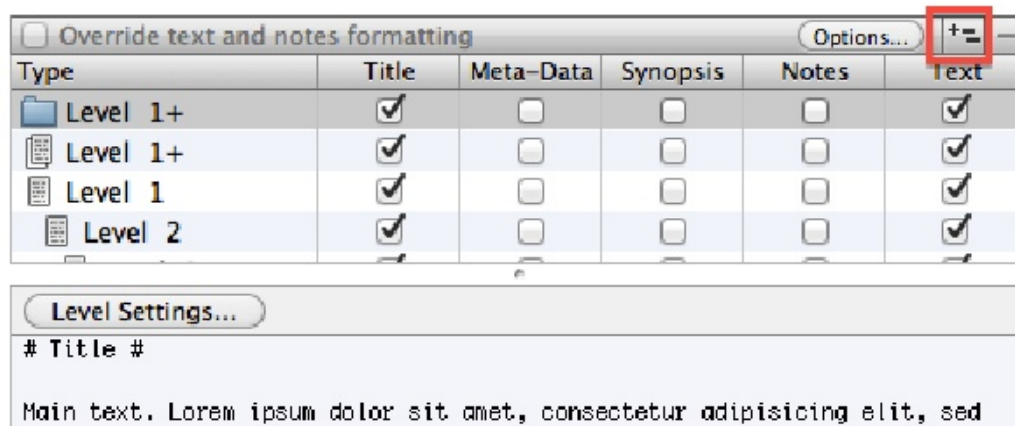 Override text and notes formatting Options...
Type Title Meta-Data Synopsis Notes Text
Level 1+
Level 1+
Level 1
Level 2
Level Settings...
# Title #
Main text. Lorem ipsum dolor sit amet, consectetur adipisicing elit, sed